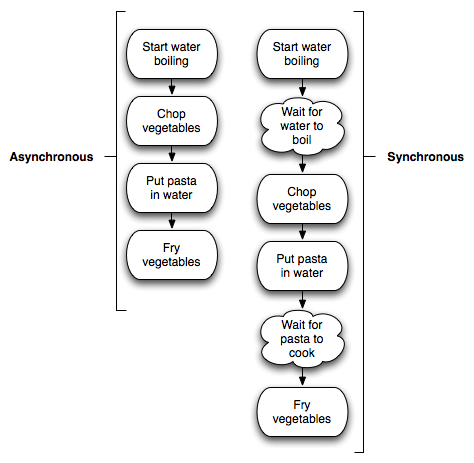 Asynchronous
Start water
boiling
Chop
vegetables
Put pasta
in water
Fry
vegetables
Synchronous
Start water
boiling
Wait for
water to
boil
Chop
vegetables
Put pasta
in water
Wait for
pasta to
cook
Fry
vegetables